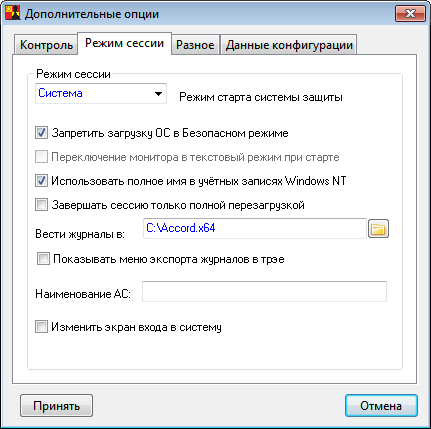 Дополнительные опции
Контроль Режим сессии Разное Данные конфигурации
Режим сессии
Система Режим старта системы защиты
Запретить загрузку ОС в Безопасном режиме
Переключение монитора в текстовый режим при старте
Использовать полное имя в учётных записях Windows NT
Завершать сессию только полной перезагрузкой
Вести журналы в: C:\Accord.x64
Показывать меню экспорта журналов в трэе
Наименование АС:
Изменить экран входа в систему
Принять Отмена